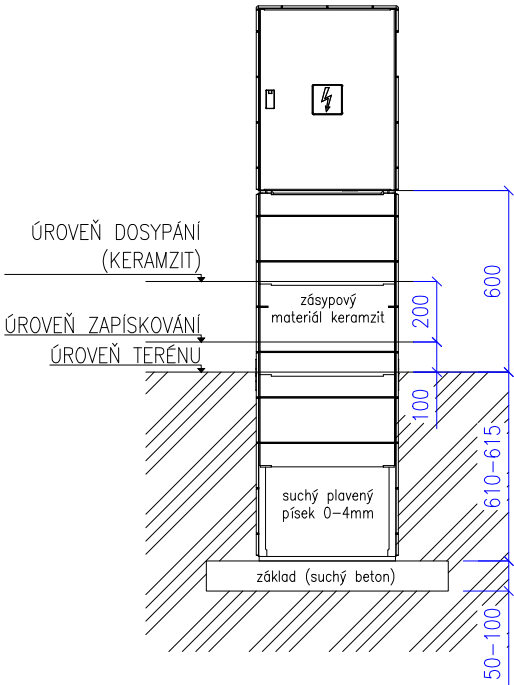 ÚROVEŇ DOSYPÁNÍ
(KERAMZIT)
600
zásypový
materiál keramzit
200
ÚROVEŇ ZAPÍSKOVÁNÍ
ÚROVEŇ TERÉNU
100
610–615
suchý plavený
písek 0–4mm
základ (suchý beton)
50–100